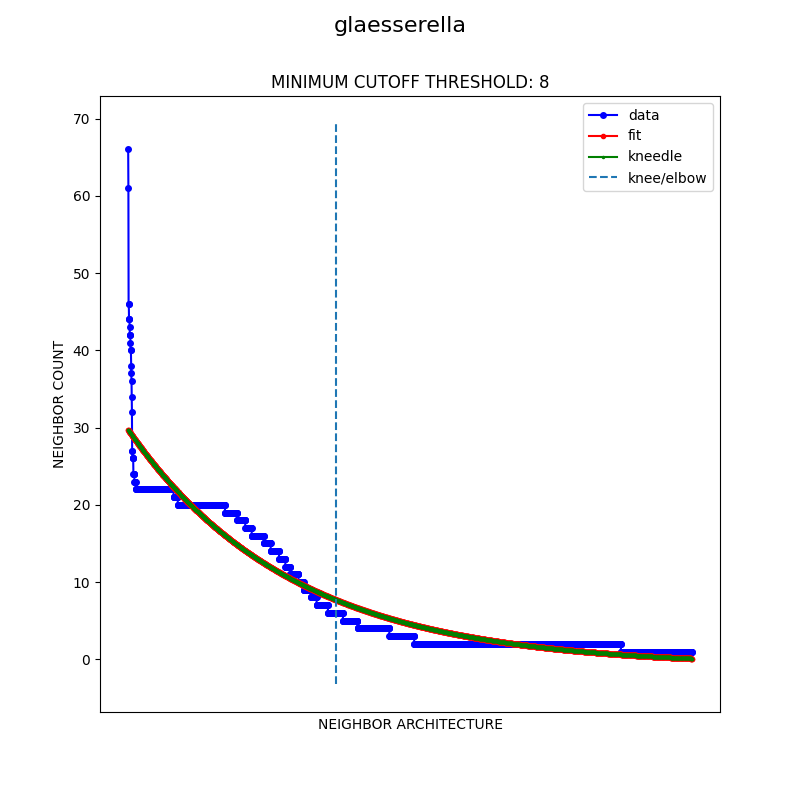 glaesserella
MINIMUM CUTOFF THRESHOLD: 8
data
fit
kneedle
knee/elbow
70
60
50
40
30
20
10
0
NEIGHBOR COUNT
NEIGHBOR ARCHITECTURE